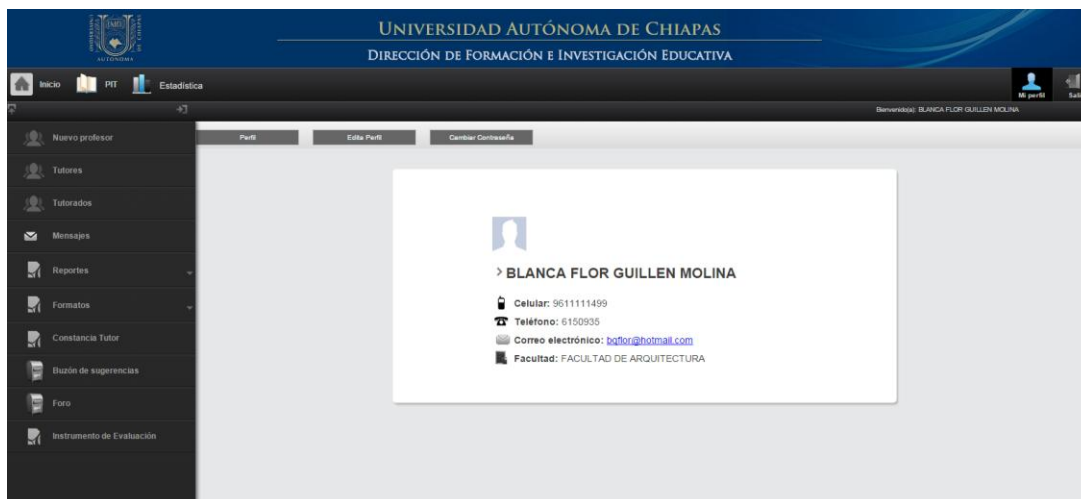 UNIVERSIDAD AUTÓNOMA DE CHIAPAS
DIRECCIÓN DE FORMACIÓN E INVESTIGACIÓN EDUCATIVA
AUTÓNOMA
Inicio PIT Estadística
Mi perfil Sali
Bienvenido(a): BLANCA FLOR GUILLEN MOLINA
Perfil Edita Perfil Cambiar Contraseña
Nuevo profesor
Tutores
Tutorados
Mensajes
Reportes
Formatos
Constancia Tutor
Buzón de sugerencias
Foro
Instrumento de Evaluación
BLANCA FLOR GUILLEN MOLINA
Celular: 9611111499
Teléfono: 6150935
Correo electrónico: bgflor@hotmail.com
Facultad: FACULTAD DE ARQUITECTURA